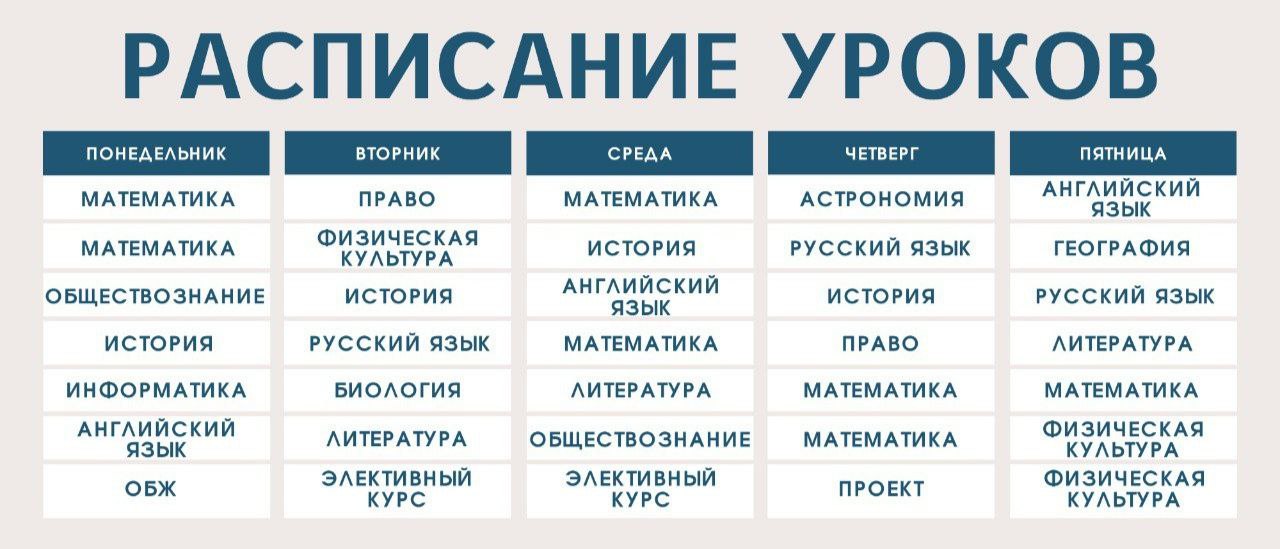 РАСПИСАНИЕ УРОКОВ
ПОНЕДЕЛЬНИК ВТОРНИК СРЕДА ЧЕТВЕРГ ПЯТНИЦА
МАТЕМАТИКА ПРАВО МАТЕМАТИКА АСТРОНОМИЯ АНГЛИЙСКИЙ ЯЗЫК
МАТЕМАТИКА ФИЗИЧЕСКАЯ КУЛЬТУРА ИСТОРИЯ РУССКИЙ ЯЗЫК ГЕОГРАФИЯ
ОБЩЕСТВОЗНАНИЕ ИСТОРИЯ АНГЛИЙСКИЙ ЯЗЫК ИСТОРИЯ РУССКИЙ ЯЗЫК
ИСТОРИЯ РУССКИЙ ЯЗЫК МАТЕМАТИКА ПРАВО ЛИТЕРАТУРА
ИНФОРМАТИКА БИОЛОГИЯ ЛИТЕРАТУРА МАТЕМАТИКА МАТЕМАТИКА
АНГЛИЙСКИЙ ЯЗЫК ЛИТЕРАТУРА ОБЩЕСТВОЗНАНИЕ МАТЕМАТИКА ФИЗИЧЕСКАЯ КУЛЬТУРА
ОБЖ ЭЛЕКТИВНЫЙ КУРС ЭЛЕКТИВНЫЙ КУРС ПРОЕКТ ФИЗИЧЕСКАЯ КУЛЬТУРА